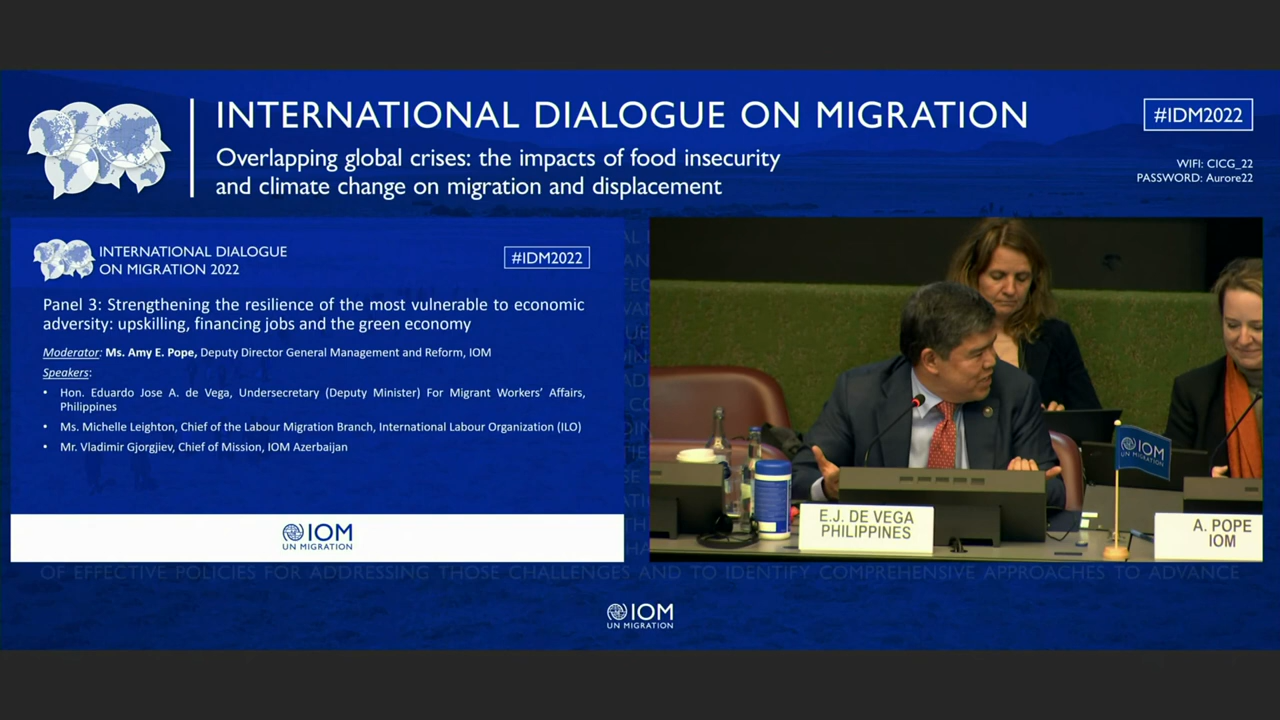 INTERNATIONAL DIALOGUE ON MIGRATION
Overlapping global crises: the impacts of food insecurity
and climate change on migration and displacement
#IDM2022
WIFI: CICG_22
PASSWORD: Aurore22
INTERNATIONAL DIALOGUE
ON MIGRATION 2022
#IDM2022
Panel 3: Strengthening the resilience of the most vulnerable to economic
adversity: upskilling, financing jobs and the green economy
Moderator: Ms. Amy E. Pope, Deputy Director General Management and Reform, IOM
Speakers:
• Hon. Eduardo Jose A. de Vega, Undersecretary (Deputy Minister) For Migrant Workers' Affairs,
Philippines
• Ms. Michelle Leighton, Chief of the Labour Migration Branch, International Labour Organization (ILO)
• Mr. Vladimir Gjorgjiev, Chief of Mission, IOM Azerbaijan
IOM
UN MIGRATION
IOM
UN MIGRATION
E.J. DE VEGA
PHILIPPINES
A. POPE
IOM
OF EFFECTIVE POLICIES FOR ADDRESSING THOSE CHALLENGES AND TO IDENTIFY COMPREHENSIVE APPROACHES TO ADVANCE
IOM
UN MIGRATION